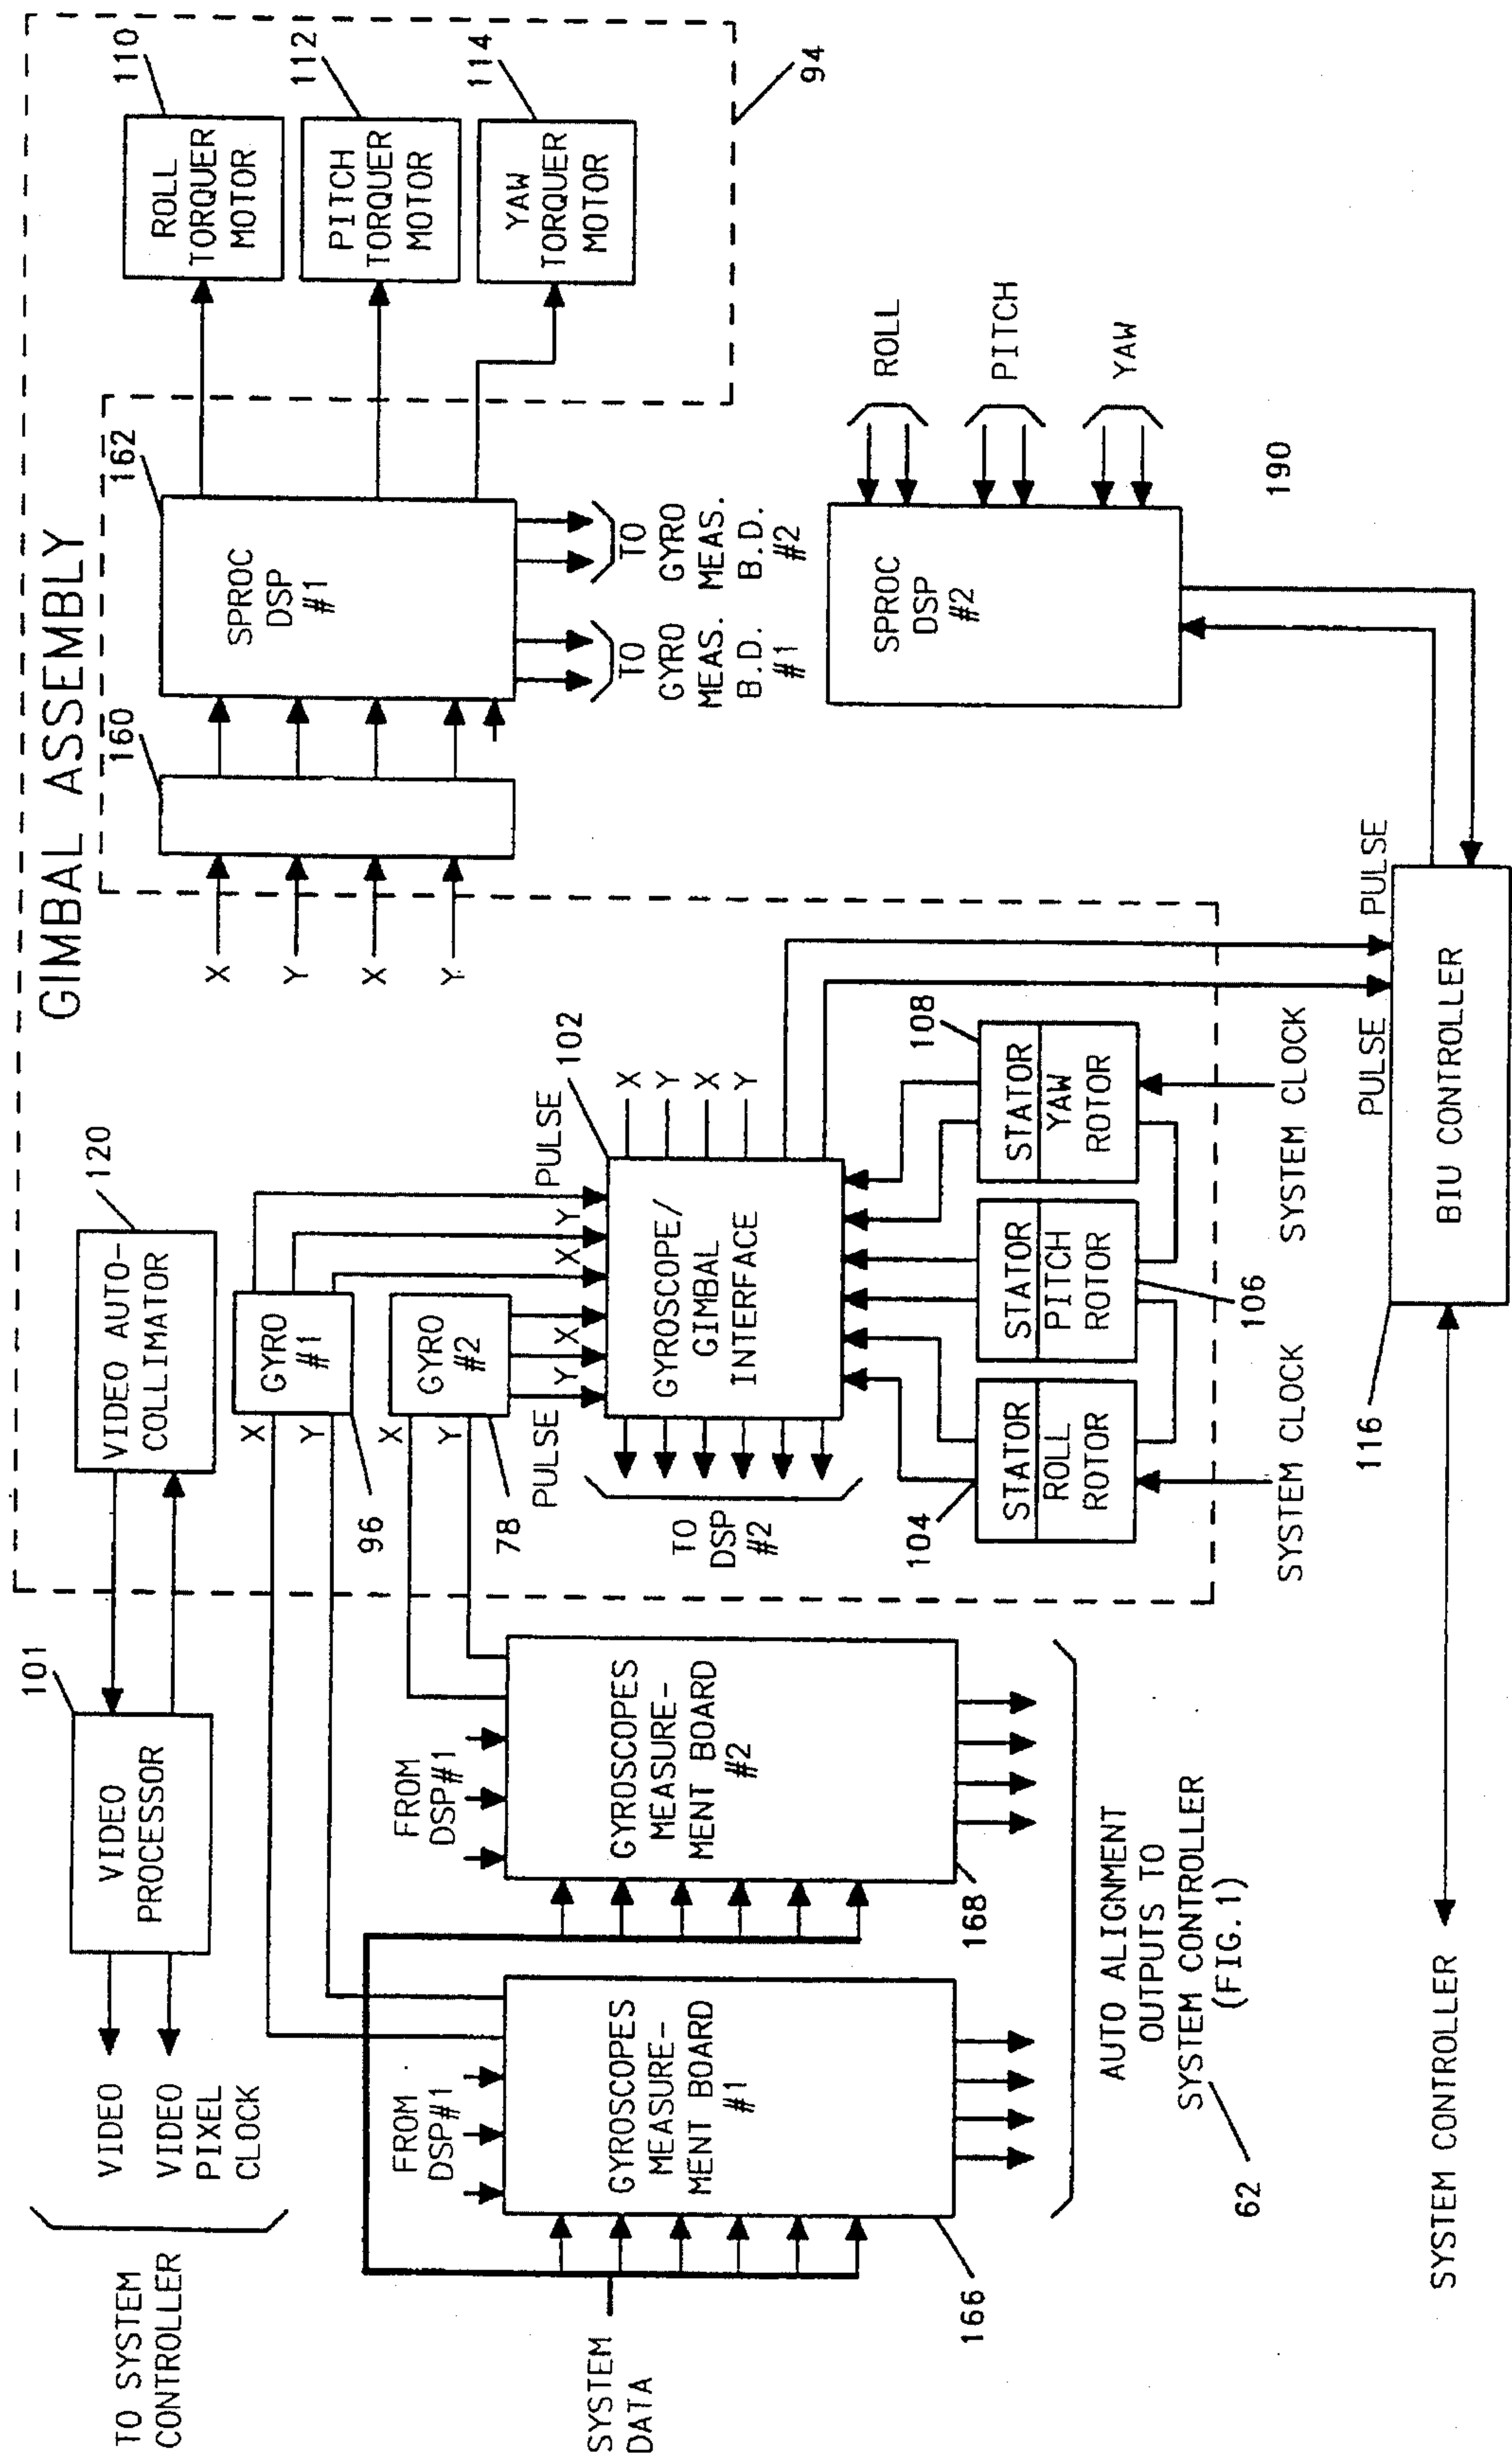 GIMBAL ASSEMBLY
TO SYSTEM
CONTROLLER
VIDEO
VIDEO
PIXEL
CLOCK
101
VIDEO
PROCESSOR
120
VIDEO AUTO-
COLLIMATOR
X
Y
GYRO
#1
96
PULSE
Y
X
X
Y
GYRO
#2
78
PULSE
Y
X
SYSTEM
DATA
FROM
DSP#1
GYROSCOPES
MEASURE-
MENT BOARD
#1
166
FROM
DSP#1
GYROSCOPES
MEASURE-
MENT BOARD
#2
168
AUTO ALIGNMENT
OUTPUTS TO
SYSTEM CONTROLLER
(FIG.1)
62
TO
DSP
#2
GYROSCOPE/
GIMBAL
INTERFACE
102
X
Y
X
Y
104
STATOR
ROLL
ROTOR
STATOR
PITCH
ROTOR
106
108
STATOR
YAW
ROTOR
SYSTEM CLOCK
SYSTEM CLOCK
X
Y
X
Y
160
162
SPROC
DSP
#1
TO
GYRO
MEAS.
B.D.
#1
TO
GYRO
MEAS.
B.D.
#2
110
ROLL
TORQUER
MOTOR
112
PITCH
TORQUER
MOTOR
114
YAW
TORQUER
MOTOR
94
SPROC
DSP
#2
ROLL
PITCH
YAW
190
PULSE
PULSE
BIU CONTROLLER
116
SYSTEM CONTROLLER